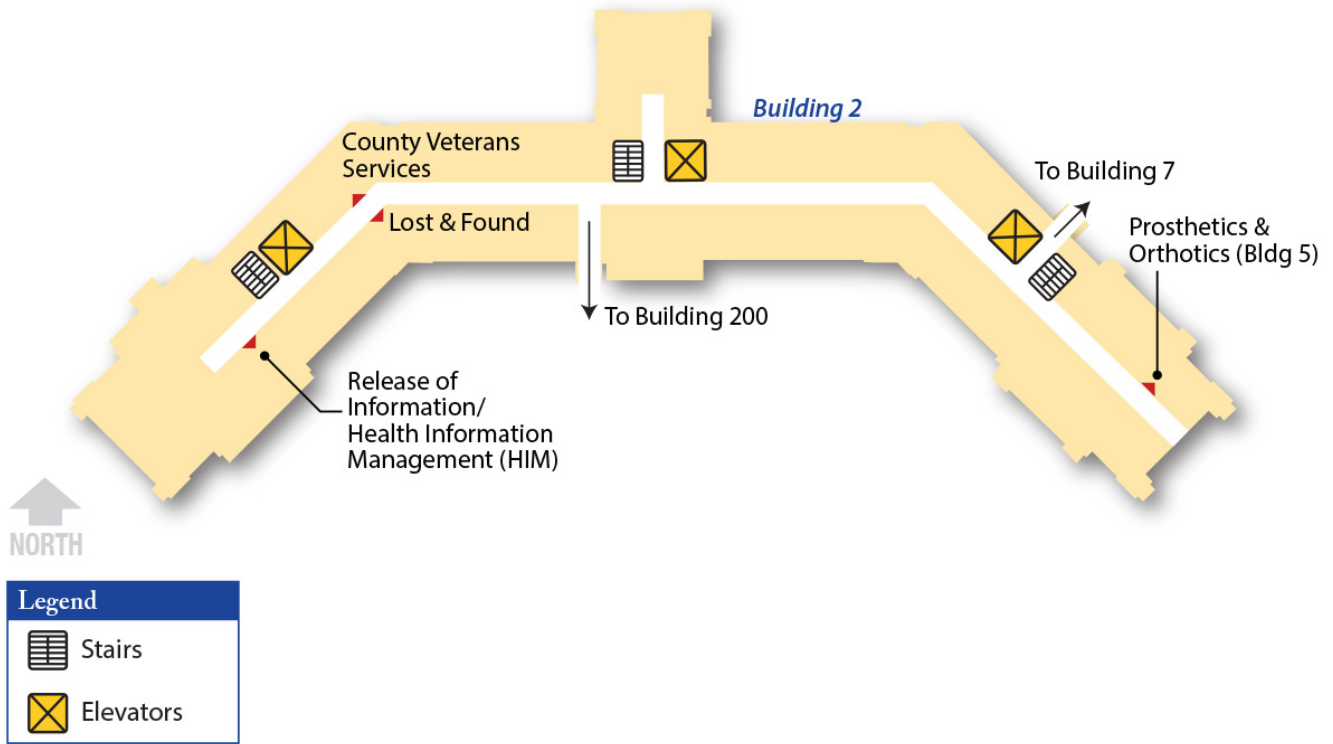 Building 2
County Veterans
Services
To Building 7
Lost & Found
Prosthetics &
Orthotics (Bldg 5)
To Building 200
Release of
Information/
Health Information
Management (HIM)
NORTH
Legend
Stairs
Elevators